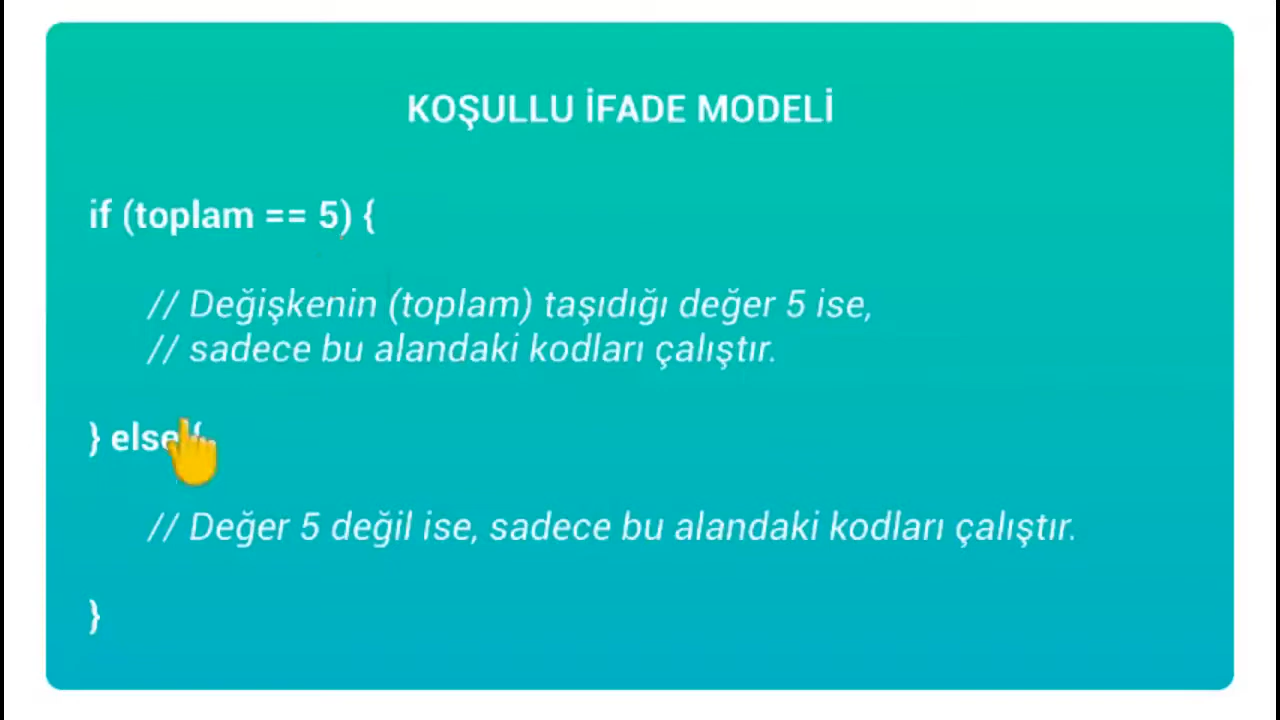 KOŞULLU İFADE MODELİ
if (toplam == 5) {
// Değişkenin (toplam) taşıdığı değer 5 ise,
// sadece bu alandaki kodları çalıştır.
} else {
// Değer 5 değil ise, sadece bu alandaki kodları çalıştır.
}